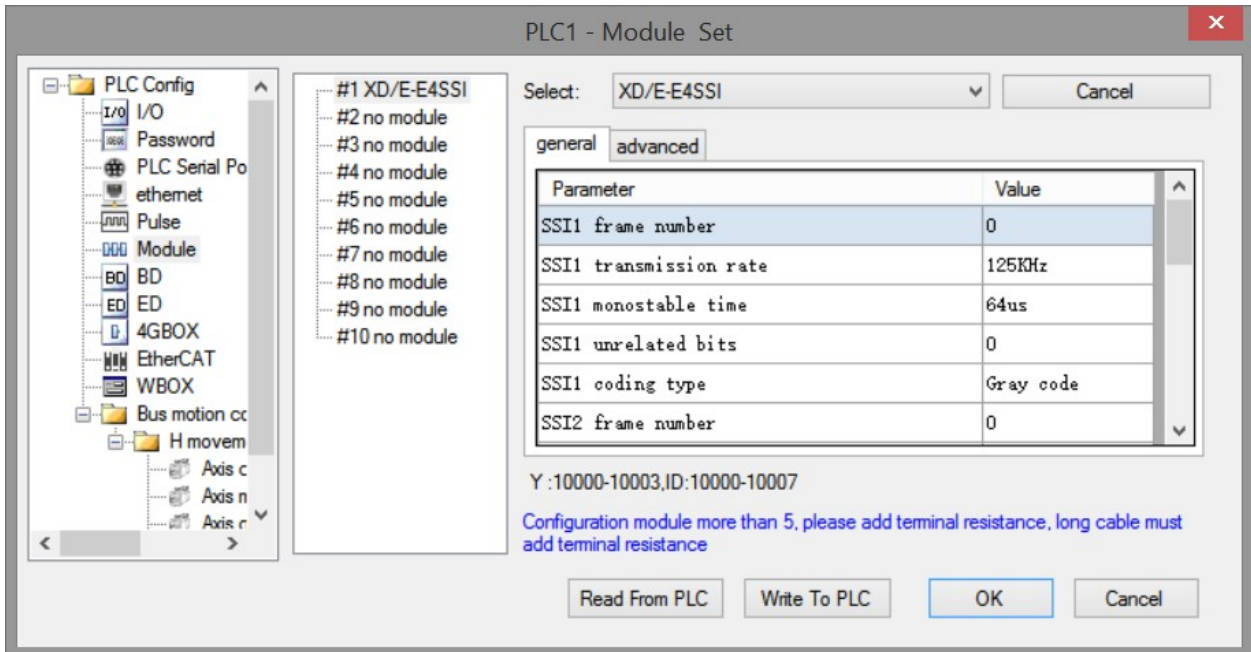 PLC1 - Module Set
PLC Config
I/O I/O
Password
PLC Serial Po
ethernet
Pulse
Module
BD BD
ED ED
4GBOX
EtherCAT
WBOX
Bus motion cc
H movem
Axis c
Axis n
Axis c
#1 XD/E-E4SSI
#2 no module
#3 no module
#4 no module
#5 no module
#6 no module
#7 no module
#8 no module
#9 no module
#10 no module
Select: XD/E-E4SSI Cancel
general advanced
Parameter Value
SSI1 frame number 0
SSI1 transmission rate 125KHz
SSI1 monostable time 64us
SSI1 unrelated bits 0
SSI1 coding type Gray code
SSI2 frame number 0
Y :10000-10003,ID:10000-10007
Configuration module more than 5, please add terminal resistance, long cable must
add terminal resistance
Read From PLC Write To PLC OK Cancel